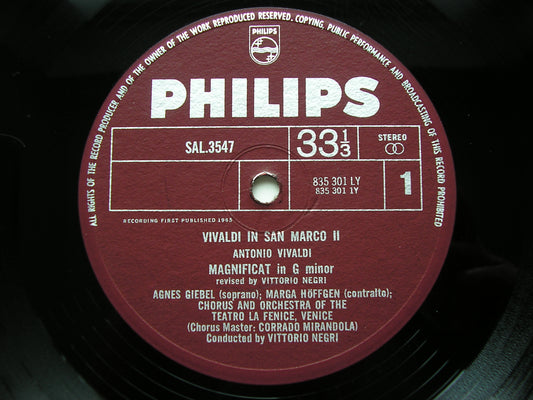 ALL RIGHTS OF THE RECORD PRODUCER AND OF THE OWNER OF THE WORK REPRODUCED RESERVED. COPYING, PUBLIC PERFORMANCE AND BROADCASTING OF THIS RECORD PROHIBITED
PHILIPS
PHILIPS
SAL.3547
33 1/3
STEREO
835 301 LY
835 301 1Y
1
RECORDING FIRST PUBLISHED 1965
VIVALDI IN SAN MARCO II
ANTONIO VIVALDI
MAGNIFICAT in G minor
revised by VITTORIO NEGRI
AGNES GIEBEL (soprano); MARGA HÖFFGEN (contralto);
CHORUS AND ORCHESTRA OF THE
TEATRO LA FENICE, VENICE
(Chorus Master: CORRADO MIRANDOLA)
Conducted by VITTORIO NEGRI